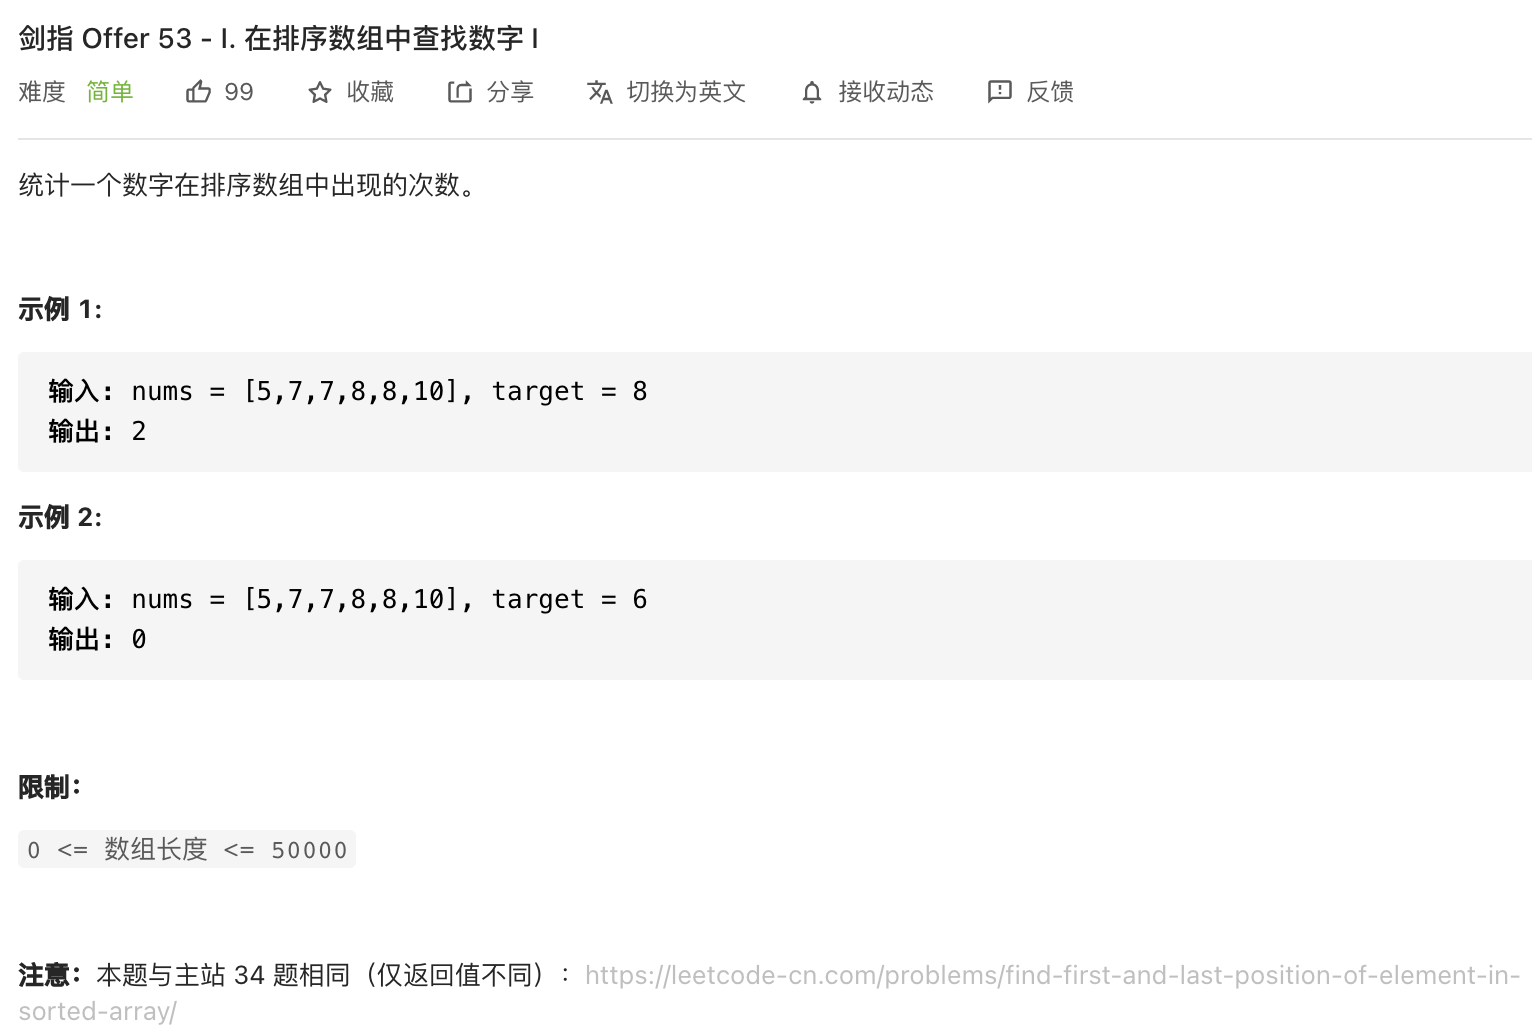 剑指 Offer 53 - I. 在排序数组中查找数字 I
难度 简单 99 收藏 分享 切换为英文 接收动态 反馈
统计一个数字在排序数组中出现的次数。
示例 1:
输入: nums = [5,7,7,8,8,10], target = 8
输出: 2
示例 2:
输入: nums = [5,7,7,8,8,10], target = 6
输出: 0
限制：
0 <= 数组长度 <= 50000
注意：本题与主站 34 题相同（仅返回值不同）：https://leetcode-cn.com/problems/find-first-and-last-position-of-element-in-
sorted-array/